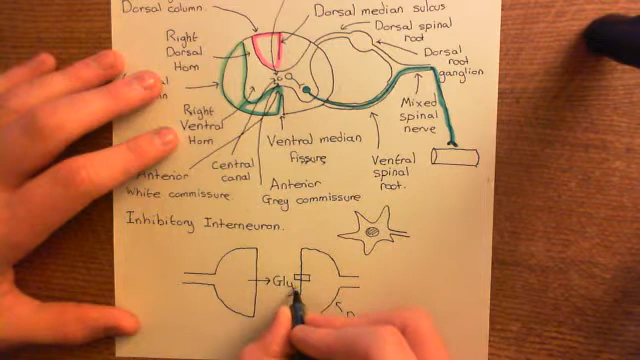 Dorsal column.
Dorsal median sulcus
Dorsal spinal
root
Right
Dorsal
Horn
Dorsal
root
ganglion
Right
Ventral
Horn
Mixed
spinal
nerve
Ventral median
fissure
Central
canal
Ventral
spinal
root.
Anterior
white commissure
Anterior
Grey commissure
Inhibitory Interneuron.
Gly